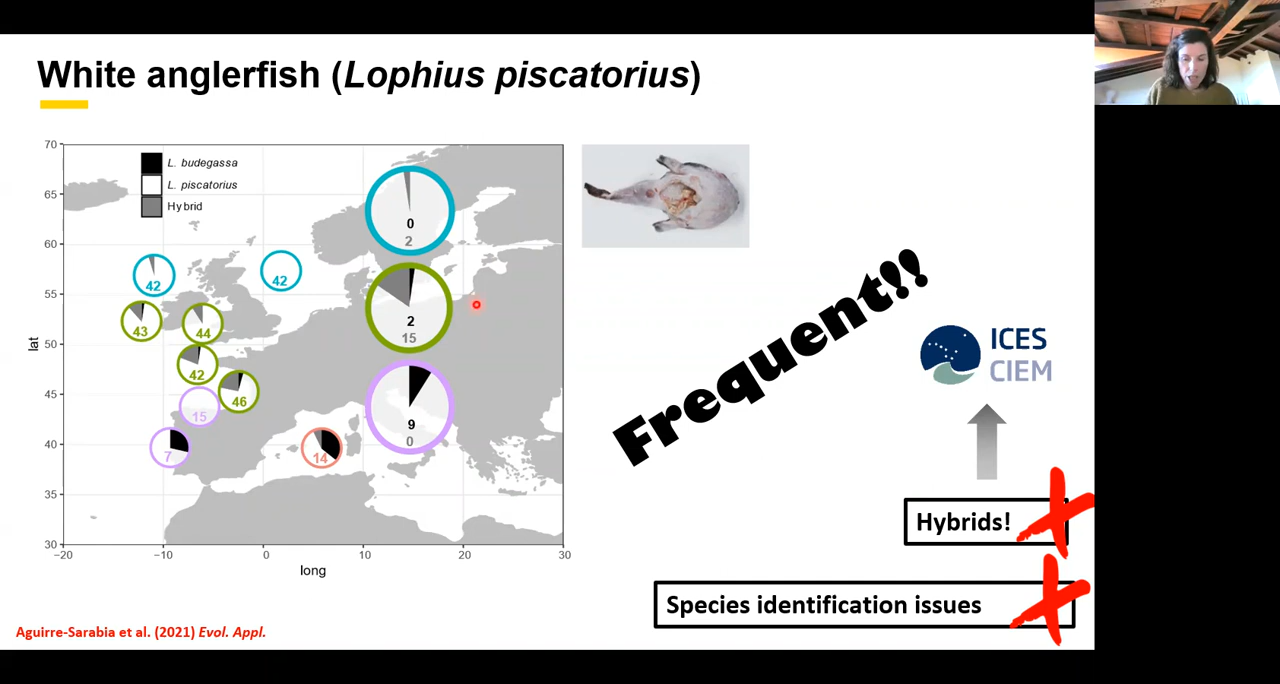 White anglerfish (Lophius piscatorius)
70
65
60
55
50
45
40
35
30
lat
−20
−10
0
10
20
30
long
L. budegassa
L. piscatorius
Hybrid
0
2
42
42
43
44
2
15
42
46
15
9
0
7
14
Frequent!!
ICES
CIEM
Hybrids!
Species identification issues
Aguirre-Sarabia et al. (2021) Evol. Appl.